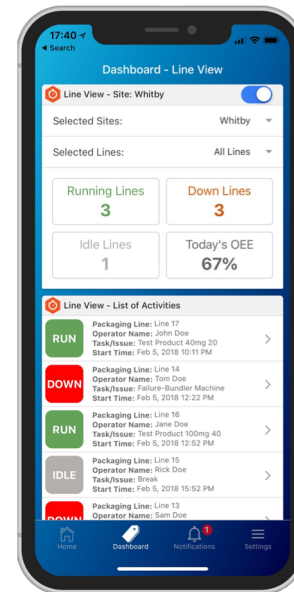 17:40
Search
Dashboard - Line View
Line View - Site: Whitby
Selected Sites: Whitby
Selected Lines: All Lines
Running Lines
3
Down Lines
3
Idle Lines
1
Today's OEE
67%
Line View - List of Activities
RUN
Packaging Line: Line 17
Operator Name: John Doe
Task/Issue: Test Product 40mg 20
Start Time: Feb 5, 2018 10:11 PM
DOWN
Packaging Line: Line 14
Operator Name: Tom Doe
Task/Issue: Failure-Bundler Machine
Start Time: Feb 5, 2018 12:22 PM
RUN
Packaging Line: Line 16
Operator Name: Jane Doe
Task/Issue: Test Product 100mg 40
Start Time: Feb 5, 2018 12:52 PM
IDLE
Packaging Line: Line 15
Operator Name: Rick Doe
Task/Issue: Break
Start Time: Feb 5, 2018 15:52 PM
DOWN
Packaging Line: Line 13
Operator Name: Sam Doe
1
Home Dashboard Notifications Settings